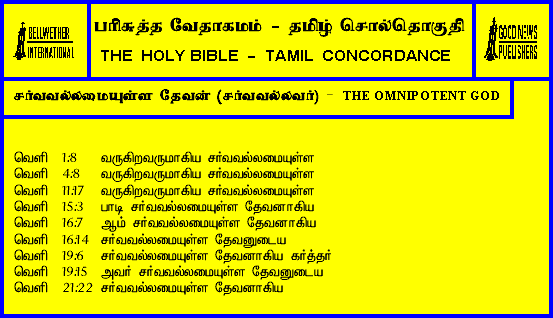 BELLWETHER
INTERNATIONAL
பரிசுத்த வேதாகமம் - தமிழ் சொல்தொகுதி
THE HOLY BIBLE - TAMIL CONCORDANCE
GOOD NEWS
PUBLISHERS
சர்வவல்லமையுள்ள தேவன் (சர்வவல்லவர்) - THE OMNIPOTENT GOD
வெளி 1:8 வருகிறவருமாகிய சர்வவல்லமையுள்ள
வெளி 4:8 வருகிறவருமாகிய சர்வவல்லமையுள்ள
வெளி 11:17 வருகிறவருமாகிய சர்வவல்லமையுள்ள
வெளி 15:3 பாடி சர்வவல்லமையுள்ள தேவனாகிய
வெளி 16:7 ஆம் சர்வவல்லமையுள்ள தேவனாகிய
வெளி 16:14 சர்வவல்லமையுள்ள தேவனுடைய
வெளி 19:6 சர்வவல்லமையுள்ள தேவனாகிய கர்த்தர்
வெளி 19:15 அவர் சர்வவல்லமையுள்ள தேவனுடைய
வெளி 21:22 சர்வவல்லமையுள்ள தேவனாகிய